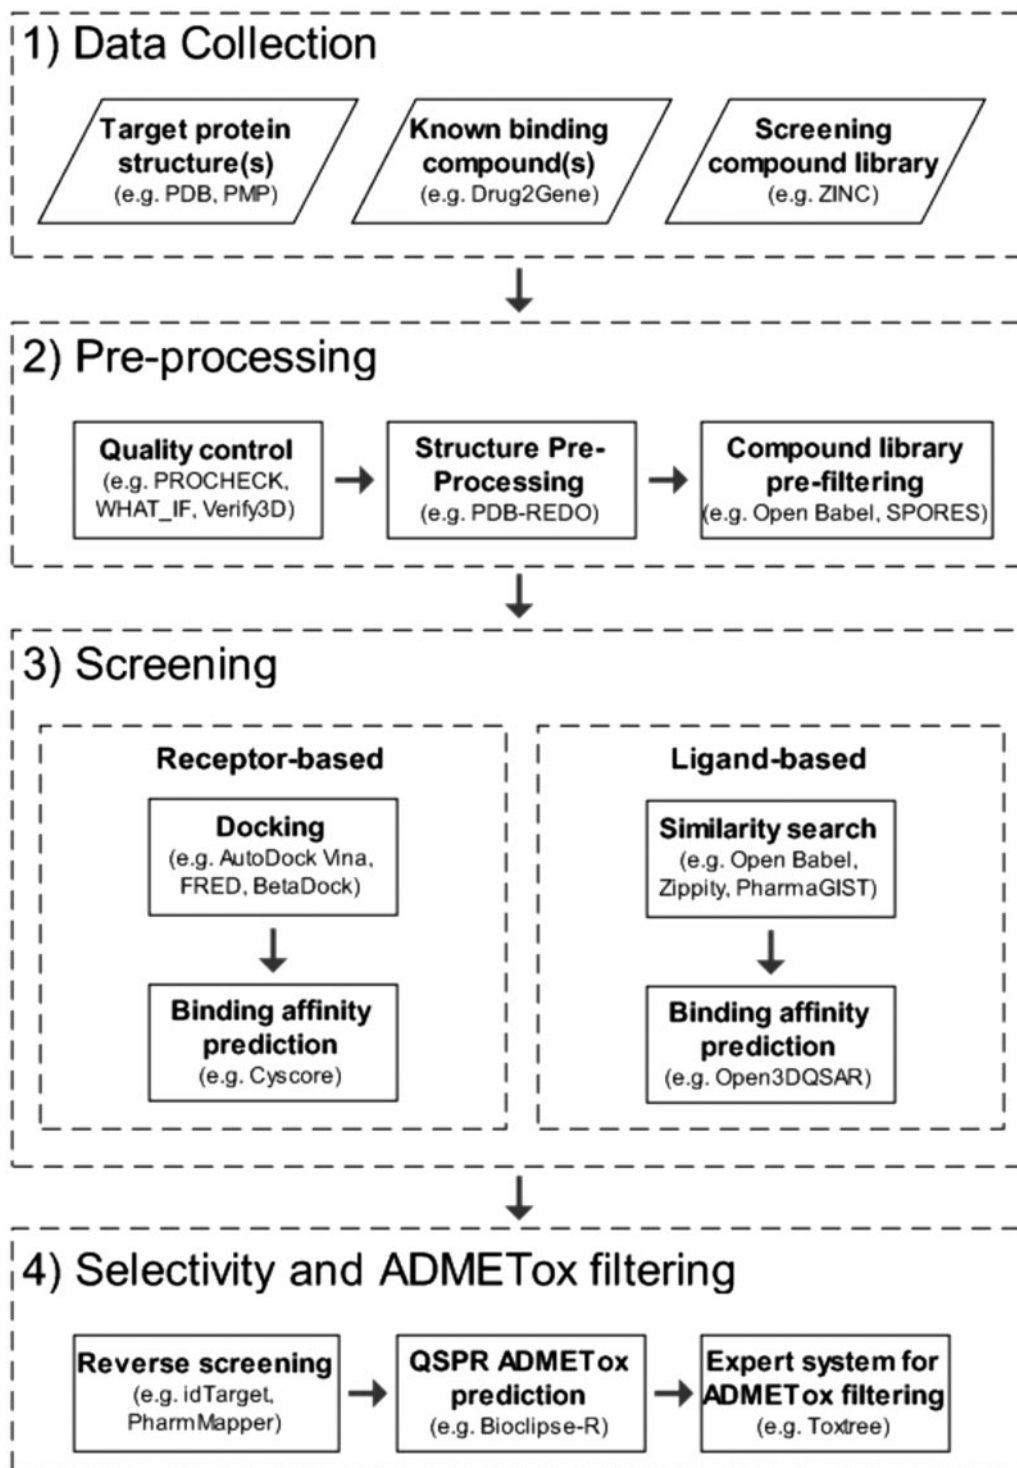 1) Data Collection
Target protein
structure(s)
(e.g. PDB, PMP)
Known binding
compound(s)
(e.g. Drug2Gene)
Screening
compound library
(e.g. ZINC)
2) Pre-processing
Quality control
(e.g. PROCHECK,
WHAT_IF, Verify3D)
Structure Pre-
Processing
(e.g. PDB-REDO)
Compound library
pre-filtering
(e.g. Open Babel, SPORES)
3) Screening
Receptor-based
Docking
(e.g. AutoDock Vina,
FRED, BetaDock)
Binding affinity
prediction
(e.g. Cyscore)
Ligand-based
Similarity search
(e.g. Open Babel,
Zippity, PharmaGIST)
Binding affinity
prediction
(e.g. Open3DQSAR)
4) Selectivity and ADMETox filtering
Reverse screening
(e.g. idTarget,
PharmMapper)
QSPR ADMETox
prediction
(e.g. Bioclipse-R)
Expert system for
ADMETox filtering
(e.g. Toxtree)